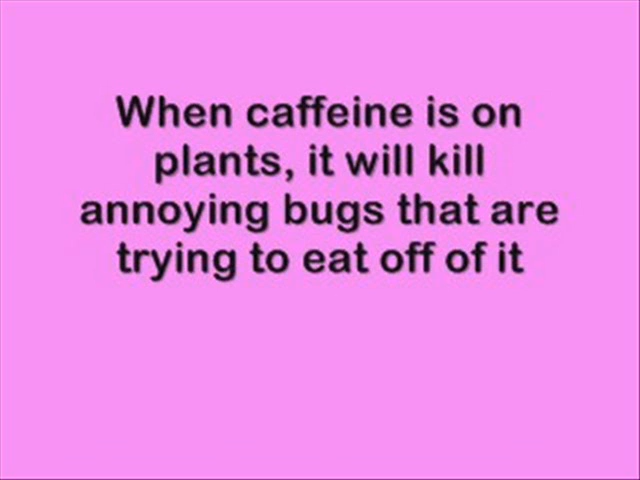 When caffeine is on
plants, it will kill
annoying bugs that are
trying to eat off of it